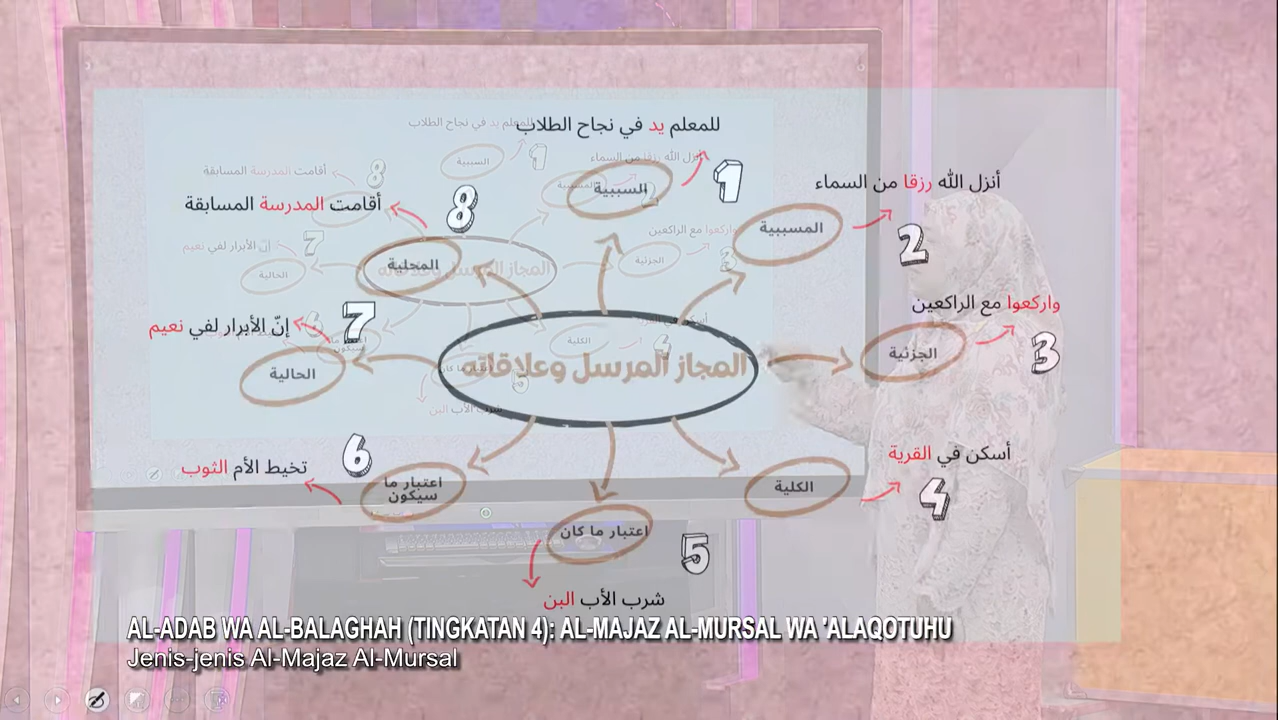 للمعلم يد في نجاح الطلاب
1
السببية
أنزل الله رزقا من السماء
2
المسببية
واركعوا مع الراكعين
3
الجزئية
أسكن في القرية
4
الكلية
المجاز المرسل وعلاقاته
أقامت المدرسة المسابقة
8
المحلية
إنّ الأبرار لفي نعيم
7
الحالية
تخيط الأم الثوب
6
اعتبار ما
سيكون
اعتبار ما كان
5
شرب الأب البن
AL-ADAB WA AL-BALAGHAH (TINGKATAN 4): AL-MAJAZ AL-MURSAL WA 'ALAQOTUHU
Jenis-jenis Al-Majaz Al-Mursal